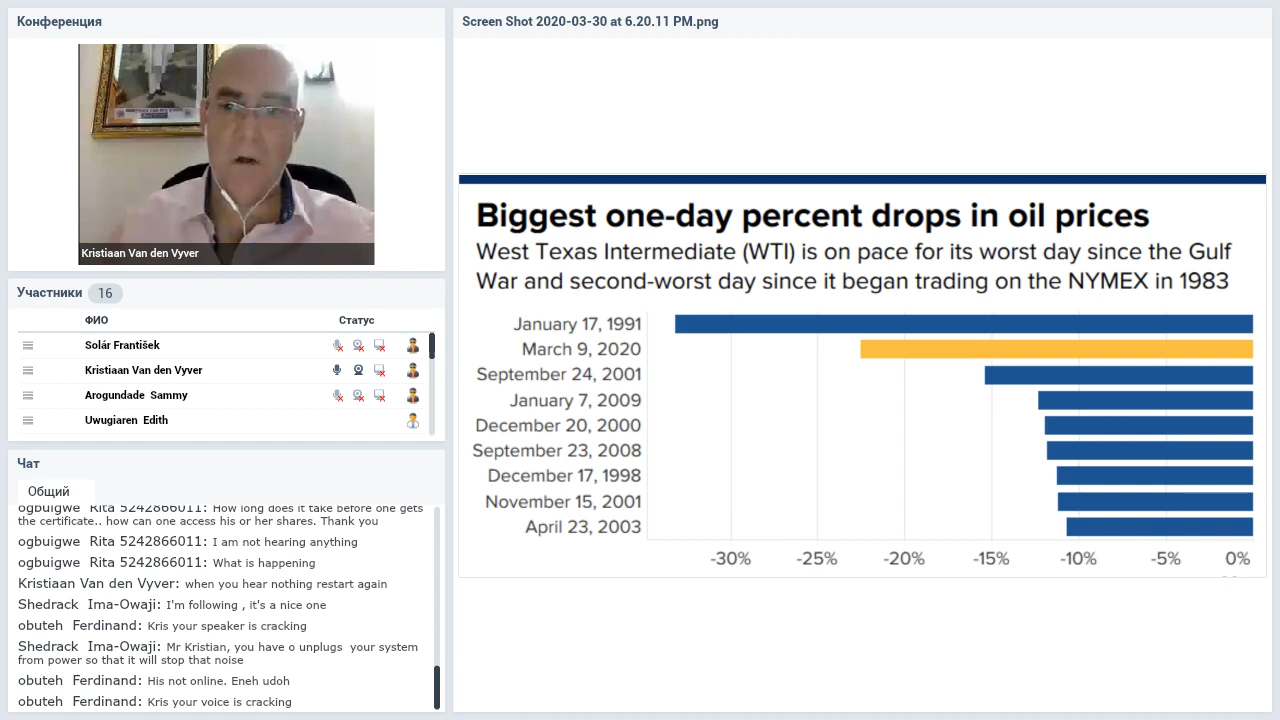 Конференция
Kristiaan Van den Vyver
Участники 16
ФИО Статус
Solár František
Kristiaan Van den Vyver
Arogundade Sammy
Uwugiaren Edith
Чат
Общий
ogbuigwe Rita 5242866011: How long does it take before one gets
the certificate.. how can one access his or her shares. Thank you
ogbuigwe Rita 5242866011: I am not hearing anything
ogbuigwe Rita 5242866011: What is happening
Kristiaan Van den Vyver: when you hear nothing restart again
Shedrack Ima-Owaji: I'm following , it's a nice one
obuteh Ferdinand: Kris your speaker is cracking
Shedrack Ima-Owaji: Mr Kristian, you have o unplugs your system
from power so that it will stop that noise
obuteh Ferdinand: His not online. Eneh udoh
obuteh Ferdinand: Kris your voice is cracking
Screen Shot 2020-03-30 at 6.20.11 PM.png
Biggest one-day percent drops in oil prices
West Texas Intermediate (WTI) is on pace for its worst day since the Gulf
War and second-worst day since it began trading on the NYMEX in 1983
January 17, 1991
March 9, 2020
September 24, 2001
January 7, 2009
December 20, 2000
September 23, 2008
December 17, 1998
November 15, 2001
April 23, 2003
-30% -25% -20% -15% -10% -5% 0%